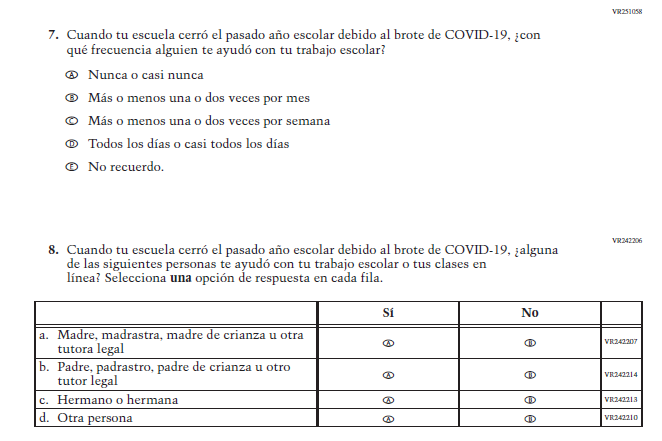 VR251058
7. Cuando tu escuela cerró el pasado año escolar debido al brote de COVID-19, ¿con
qué frecuencia alguien te ayudó con tu trabajo escolar?
Ⓐ Nunca o casi nunca
Ⓑ Más o menos una o dos veces por mes
Ⓒ Más o menos una o dos veces por semana
Ⓓ Todos los días o casi todos los días
Ⓔ No recuerdo.
VR242206
8. Cuando tu escuela cerró el pasado año escolar debido al brote de COVID-19, ¿alguna
de las siguientes personas te ayudó con tu trabajo escolar o tus clases en
línea? Selecciona una opción de respuesta en cada fila.
Sí No
a. Madre, madrastra, madre de crianza u otra
tutora legal Ⓐ Ⓑ VR242207
b. Padre, padrastro, padre de crianza u otro
tutor legal Ⓐ Ⓑ VR242214
c. Hermano o hermana Ⓐ Ⓑ VR242213
d. Otra persona Ⓐ Ⓑ VR242210